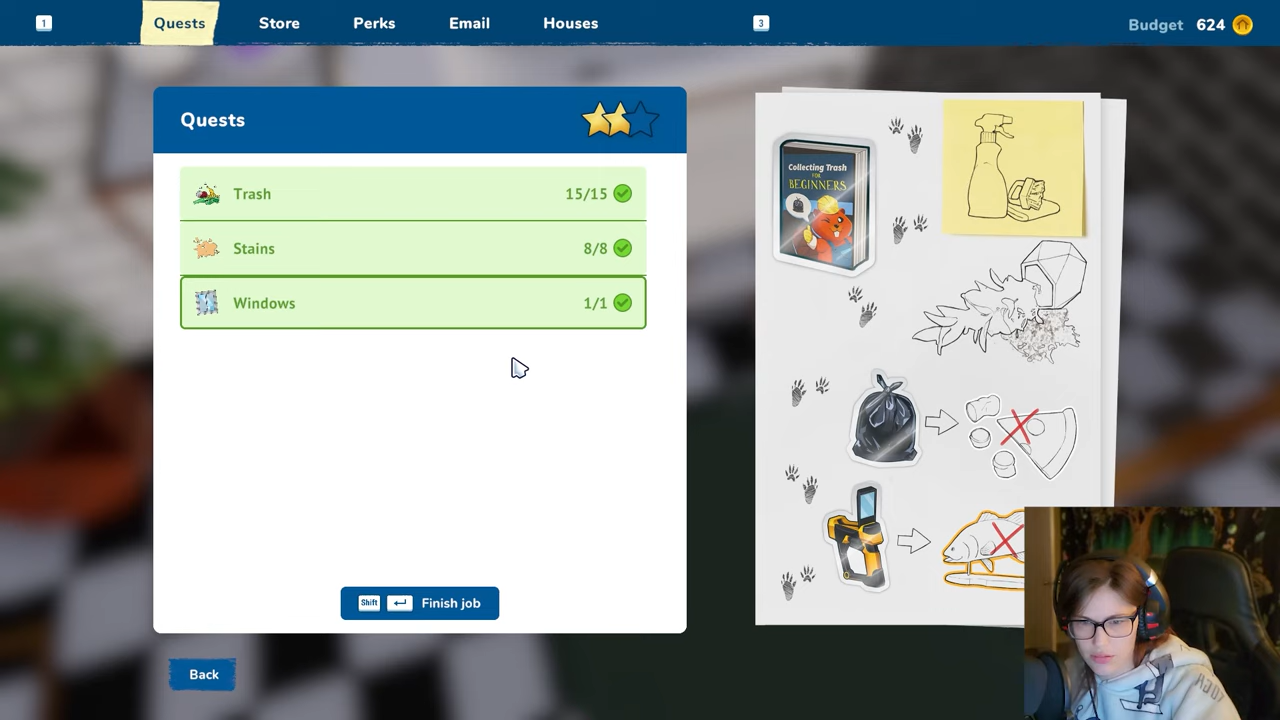 1
Quests
Store
Perks
Email
Houses
3
Budget 624
Quests
Trash 15/15
Stains 8/8
Windows 1/1
Shift Finish job
Back
Collecting Trash
FOR
BEGINNERS